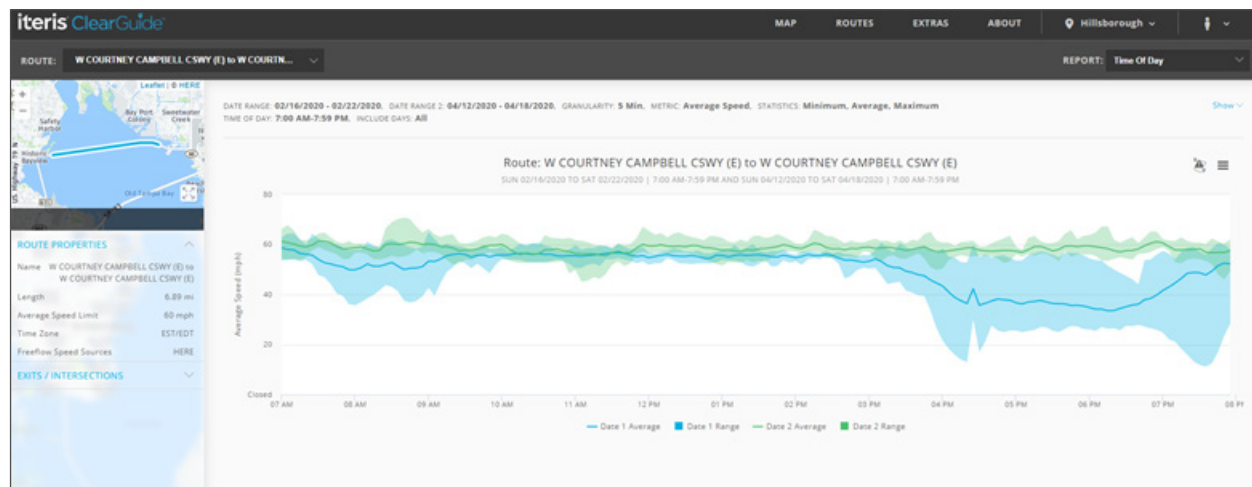 iteris ClearGuide
MAP ROUTES EXTRAS ABOUT Hillsborough
ROUTE: W COURTNEY CAMPBELL CSWY (E) to W COURTN...
REPORT: Time Of Day
Leaflet | © HERE
+
−
Safety Harbor
Bay Port Colony
Sweetwater Creek
Historic Bayview
US Highway 19 N
Old Tampa Bay
ROUTE PROPERTIES
Name W COURTNEY CAMPBELL CSWY (E) to
W COURTNEY CAMPBELL CSWY (E)
Length 6.89 mi
Average Speed Limit 60 mph
Time Zone EST/EDT
Freeflow Speed Sources HERE
EXITS / INTERSECTIONS
DATE RANGE: 02/16/2020 - 02/22/2020, DATE RANGE 2: 04/12/2020 - 04/18/2020, GRANULARITY: 5 Min, METRIC: Average Speed, STATISTICS: Minimum, Average, Maximum
TIME OF DAY: 7:00 AM-7:59 PM, INCLUDE DAYS: All
Show
Route: W COURTNEY CAMPBELL CSWY (E) to W COURTNEY CAMPBELL CSWY (E)
SUN 02/16/2020 TO SAT 02/22/2020 | 7:00 AM-7:59 PM AND SUN 04/12/2020 TO SAT 04/18/2020 | 7:00 AM-7:59 PM
Average Speed (mph)
80
60
40
20
Closed
07 AM 08 AM 09 AM 10 AM 11 AM 12 PM 01 PM 02 PM 03 PM 04 PM 05 PM 06 PM 07 PM 08 P
Date 1 Average Date 1 Range Date 2 Average Date 2 Range